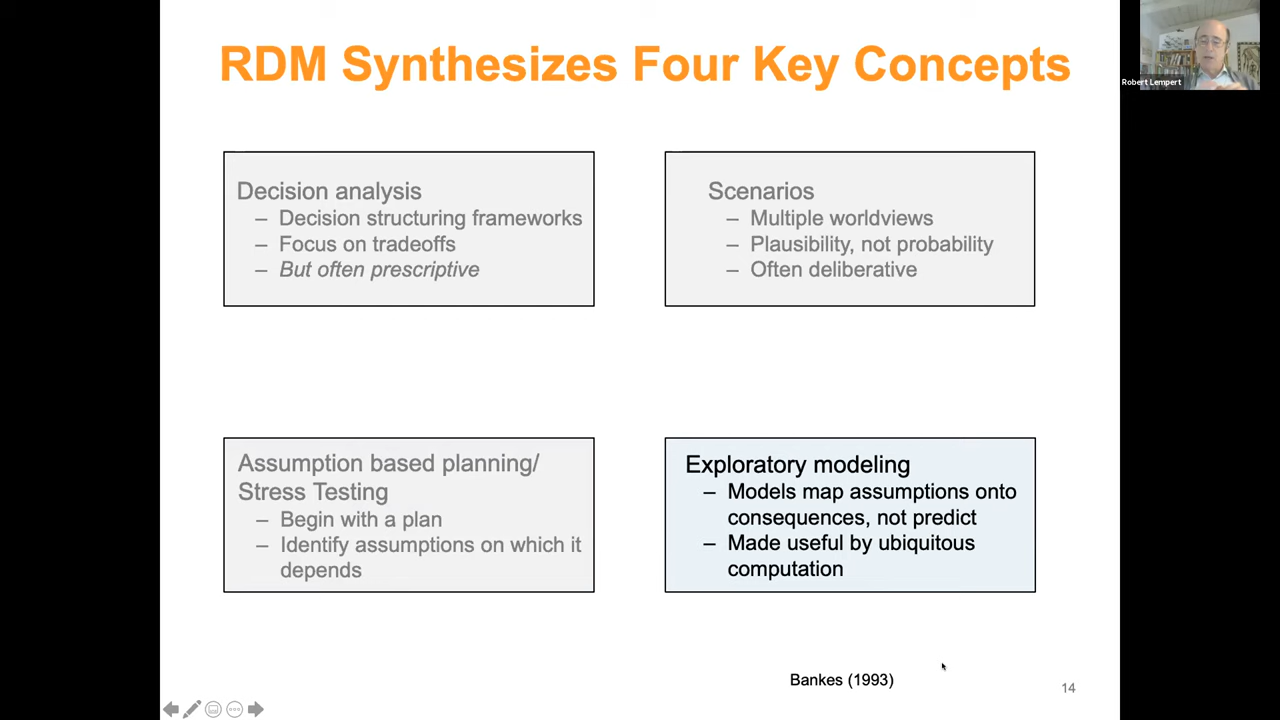 RDM Synthesizes Four Key Concepts
Robert Lempert
Decision analysis
– Decision structuring frameworks
– Focus on tradeoffs
– But often prescriptive
Scenarios
– Multiple worldviews
– Plausibility, not probability
– Often deliberative
Assumption based planning/
Stress Testing
– Begin with a plan
– Identify assumptions on which it
depends
Exploratory modeling
– Models map assumptions onto
consequences, not predict
– Made useful by ubiquitous
computation
Bankes (1993)
14